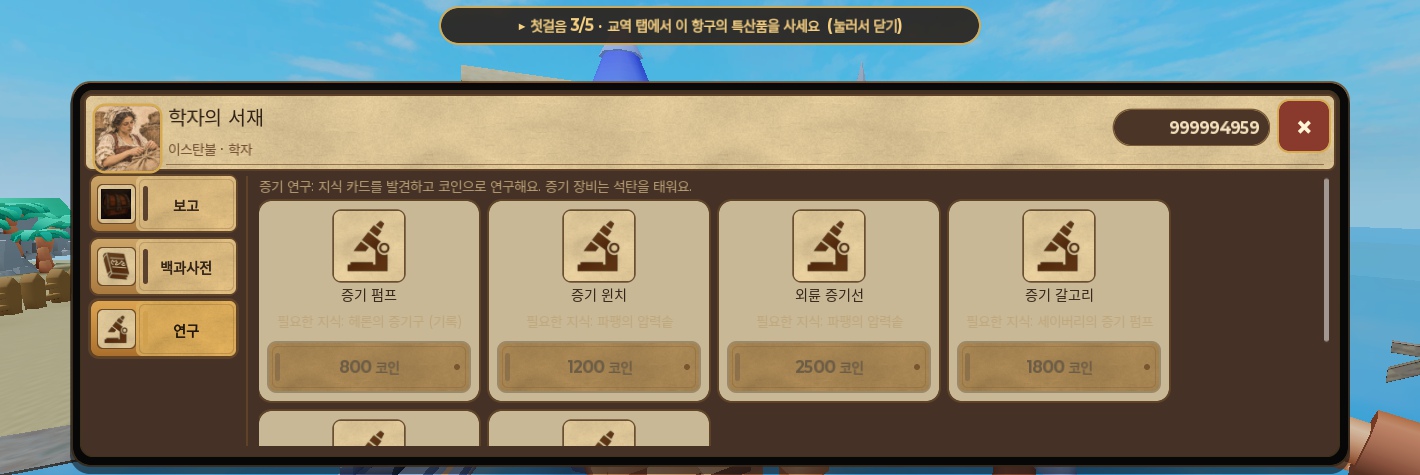 ▸ 첫걸음 3/5 · 교역 탭에서 이 항구의 특산품을 사세요 (눌러서 닫기)
학자의 서재
이스탄불 · 학자
999994959
×
보고
백과사전
연구
증기 연구: 지식 카드를 발견하고 코인으로 연구해요. 증기 장비는 석탄을 태워요.
증기 펌프
필요한 지식: 헤론의 증기구 (기록)
800 코인
증기 윈치
필요한 지식: 파팽의 압력솥
1200 코인
외륜 증기선
필요한 지식: 파팽의 압력솥
2500 코인
증기 갈고리
필요한 지식: 세이버리의 증기 펌프
1800 코인